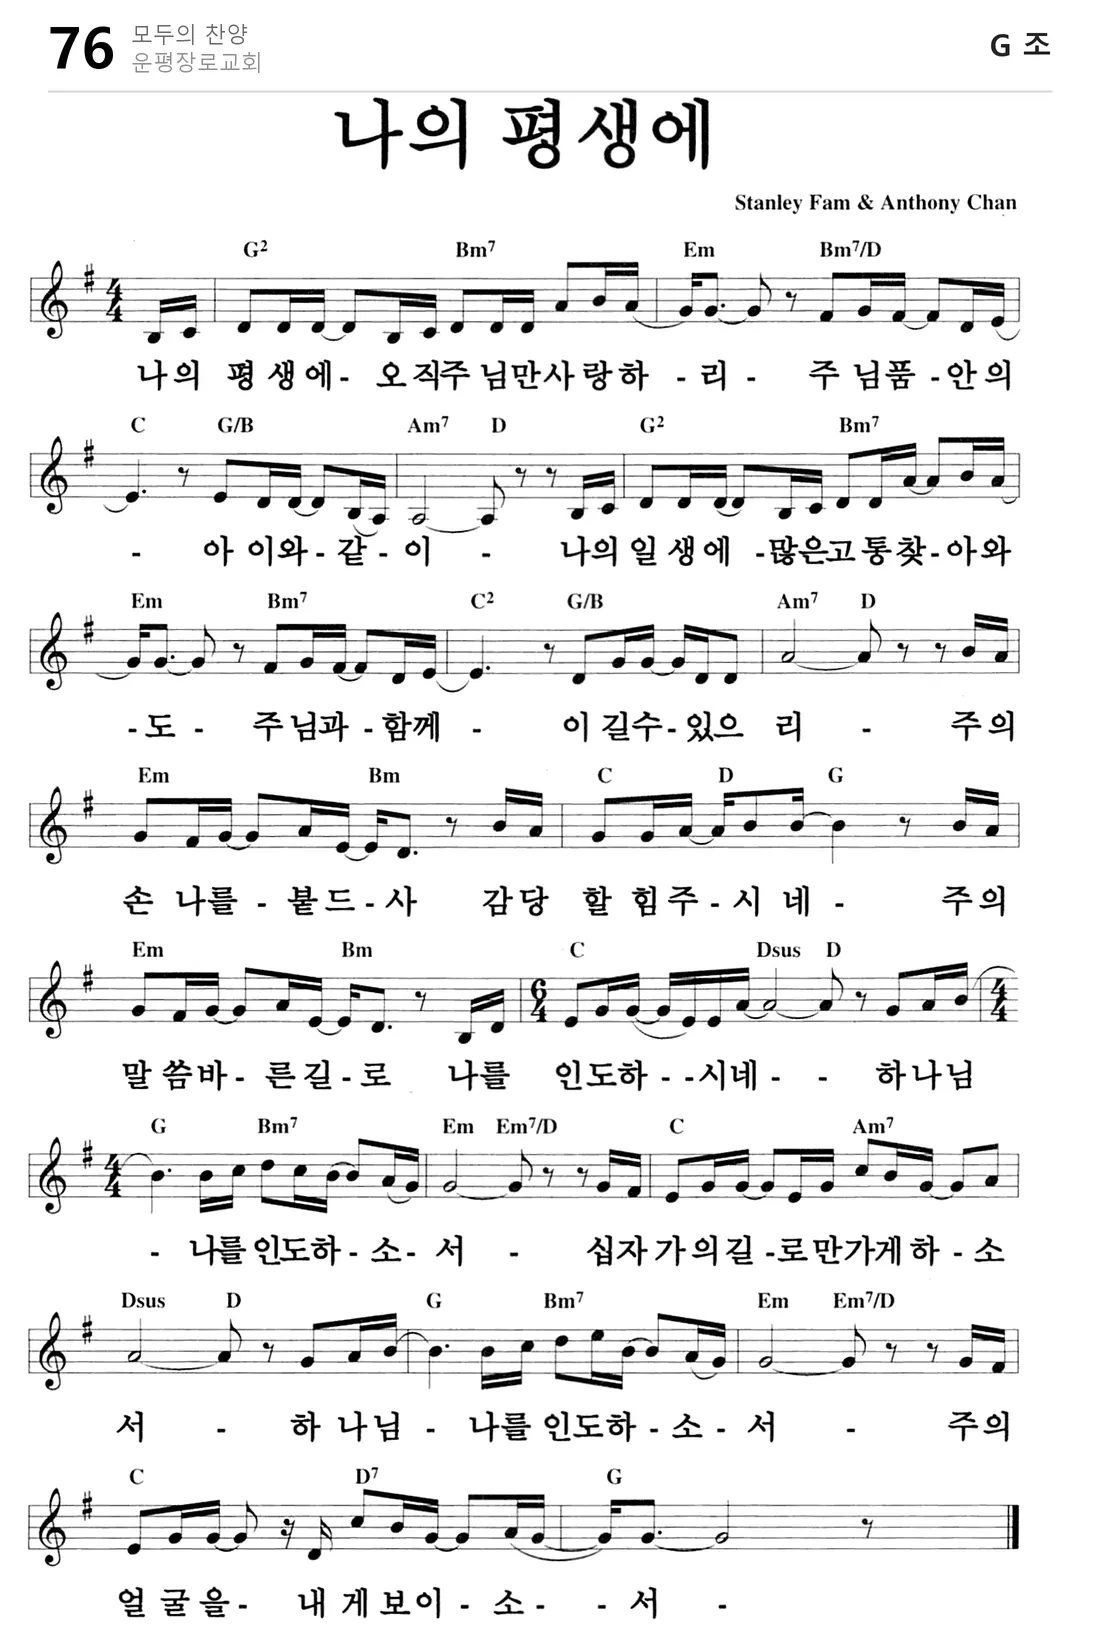 76 모두의 찬양
운평장로교회
G 조
나의 평생에
Stanley Fam & Anthony Chan
G2 Bm7 Em Bm7/D
4 4
나의 평 생 에- 오 직주 님만사 랑 하 - 리 - 주 님품 -안 의
C G/B Am7 D G2 Bm7
- 아 이와- 같- 이 - 나의 일 생 에 -많은고 통 찾-아 와
Em Bm7 C2 G/B Am7 D
-도 - 주 님과 -함께 - 이 길수-있으 리 - 주 의
Em Bm C D G
손 나를 - 붙 드-사 감당 할 힘 주 - 시 네 - 주 의
Em Bm C Dsus D
6 4 4 4
말 씀 바- 른 길 - 로 나를 인도하 - -시네- - 하 나 님
G Bm7 Em Em7/D C Am7
4 4
- 나를 인도하 - 소- 서 - 십자 가 의 길 -로 만가게 하 - 소
Dsus D G Bm7 Em Em7/D
서 - 하 나 님 - 나를 인도하 - 소 - 서 - 주 의
C D7 G
얼 굴 을- 내 게 보 이 - 소 - - 서 -